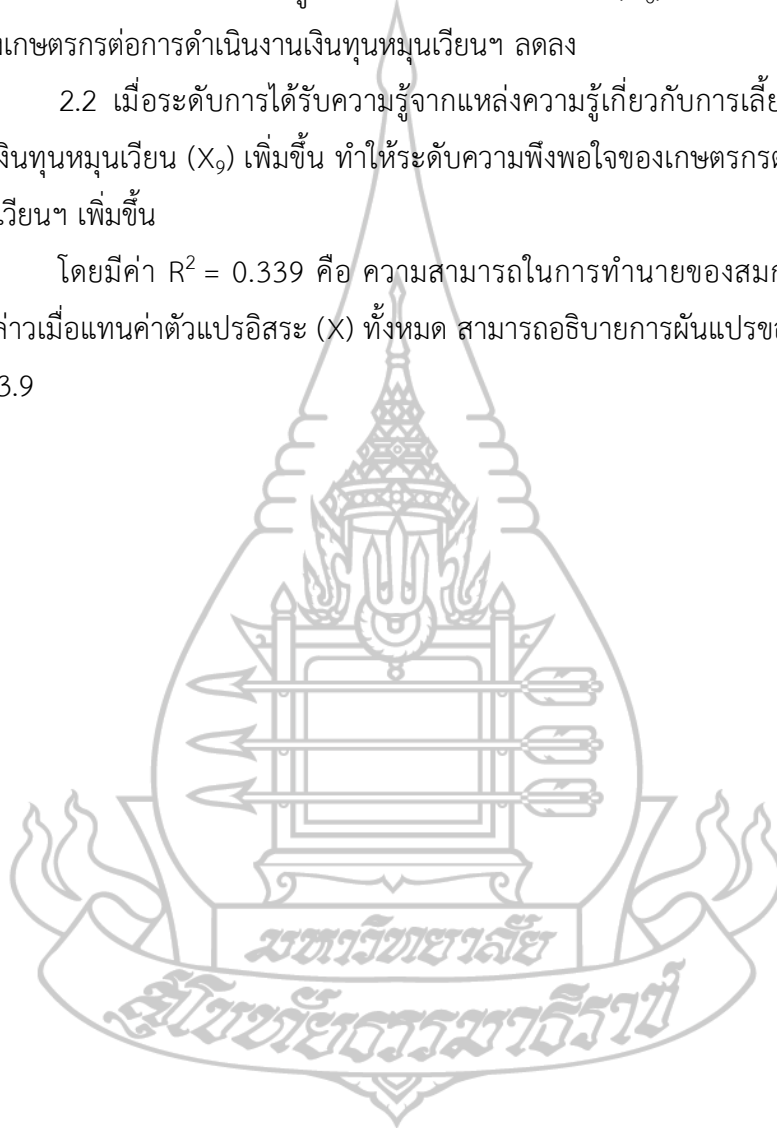 งเกษตรกรต่อการดำเนินงานเงินทุนหมุนเวียนฯ ลดลง
2.2 เมื่อระดับการได้รับความรู้จากแหล่งความรู้เกี่ยวกับการเลี้ย
งินทุนหมุนเวียน (X₉) เพิ่มขึ้น ทำให้ระดับความพึงพอใจของเกษตรกรต
เวียนฯ เพิ่มขึ้น
โดยมีค่า R² = 0.339 คือ ความสามารถในการทำนายของสมก
ล่าวเมื่อแทนค่าตัวแปรอิสระ (X) ทั้งหมด สามารถอธิบายการผันแปรขอ
3.9
มหาวิทยาลัย
สุโขทัยธรรมาธิราช